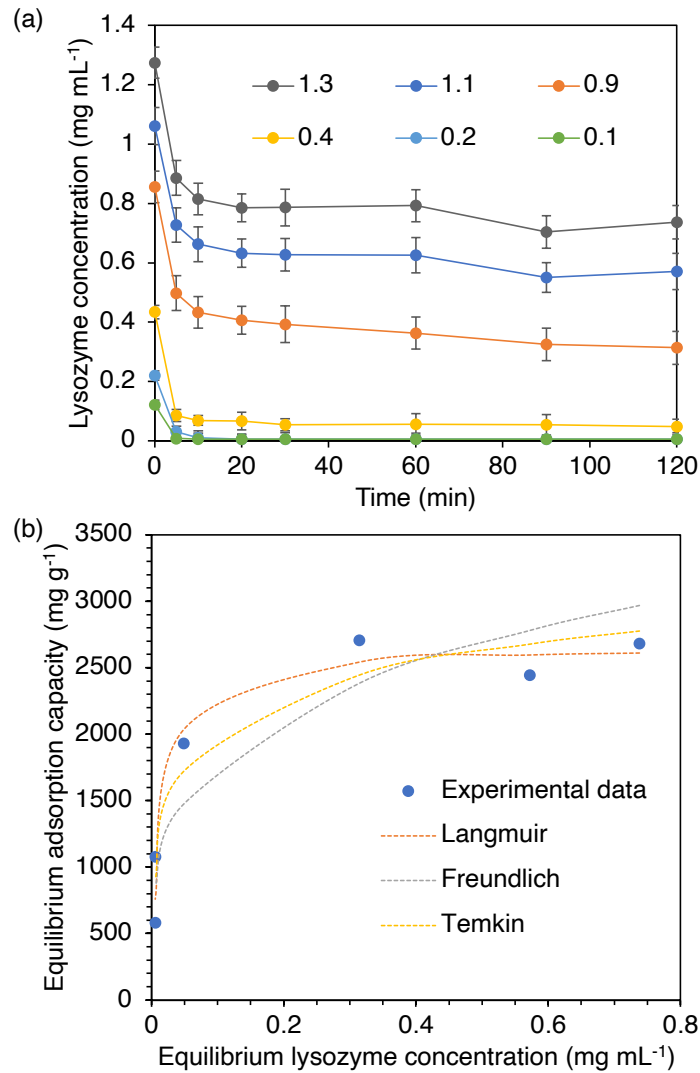 (a)
Lysozyme concentration (mg mL⁻¹)
1.4
1.2
1
0.8
0.6
0.4
0.2
0
1.3 1.1 0.9
0.4 0.2 0.1
0 20 40 60 80 100 120
Time (min)
(b)
Equilibrium adsorption capacity (mg g⁻¹)
3500
3000
2500
2000
1500
1000
500
0
Experimental data
Langmuir
Freundlich
Temkin
0 0.2 0.4 0.6 0.8
Equilibrium lysozyme concentration (mg mL⁻¹)